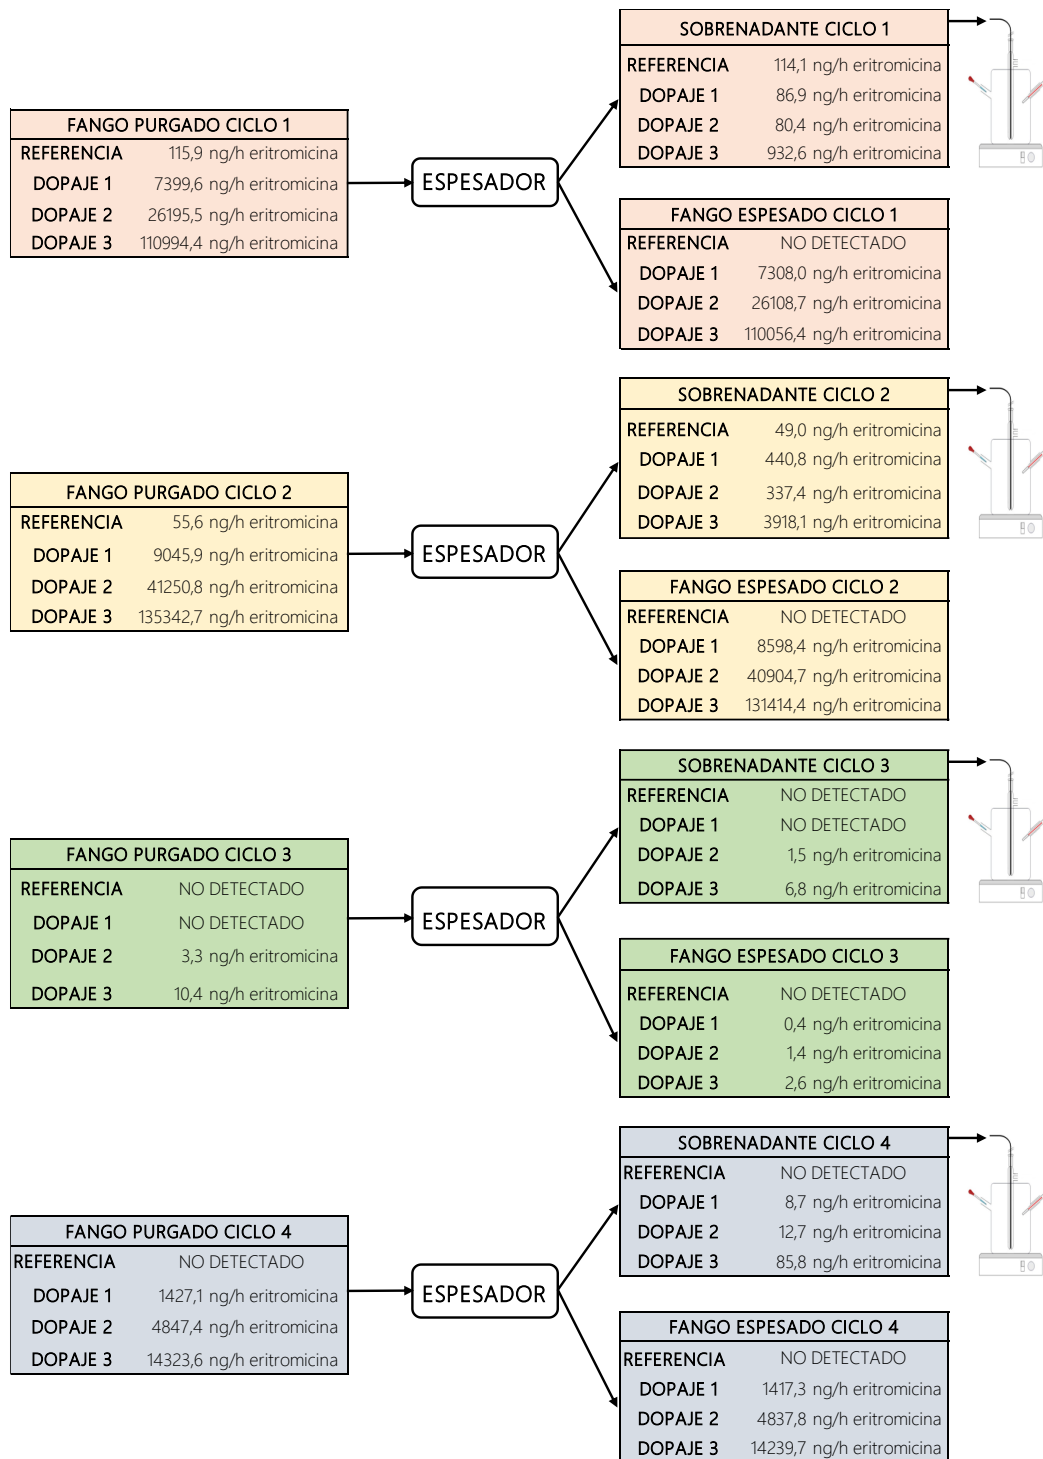 SOBRENADANTE CICLO 1
REFERENCIA 114,1 ng/h eritromicina
DOPAJE 1 86,9 ng/h eritromicina
DOPAJE 2 80,4 ng/h eritromicina
DOPAJE 3 932,6 ng/h eritromicina
FANGO PURGADO CICLO 1
REFERENCIA 115,9 ng/h eritromicina
DOPAJE 1 7399,6 ng/h eritromicina
DOPAJE 2 26195,5 ng/h eritromicina
DOPAJE 3 110994,4 ng/h eritromicina
ESPESADOR
FANGO ESPESADO CICLO 1
REFERENCIA NO DETECTADO
DOPAJE 1 7308,0 ng/h eritromicina
DOPAJE 2 26108,7 ng/h eritromicina
DOPAJE 3 110056,4 ng/h eritromicina
SOBRENADANTE CICLO 2
REFERENCIA 49,0 ng/h eritromicina
DOPAJE 1 440,8 ng/h eritromicina
DOPAJE 2 337,4 ng/h eritromicina
DOPAJE 3 3918,1 ng/h eritromicina
FANGO PURGADO CICLO 2
REFERENCIA 55,6 ng/h eritromicina
DOPAJE 1 9045,9 ng/h eritromicina
DOPAJE 2 41250,8 ng/h eritromicina
DOPAJE 3 135342,7 ng/h eritromicina
ESPESADOR
FANGO ESPESADO CICLO 2
REFERENCIA NO DETECTADO
DOPAJE 1 8598,4 ng/h eritromicina
DOPAJE 2 40904,7 ng/h eritromicina
DOPAJE 3 131414,4 ng/h eritromicina
SOBRENADANTE CICLO 3
REFERENCIA NO DETECTADO
DOPAJE 1 NO DETECTADO
DOPAJE 2 1,5 ng/h eritromicina
DOPAJE 3 6,8 ng/h eritromicina
FANGO PURGADO CICLO 3
REFERENCIA NO DETECTADO
DOPAJE 1 NO DETECTADO
DOPAJE 2 3,3 ng/h eritromicina
DOPAJE 3 10,4 ng/h eritromicina
ESPESADOR
FANGO ESPESADO CICLO 3
REFERENCIA NO DETECTADO
DOPAJE 1 0,4 ng/h eritromicina
DOPAJE 2 1,4 ng/h eritromicina
DOPAJE 3 2,6 ng/h eritromicina
SOBRENADANTE CICLO 4
REFERENCIA NO DETECTADO
DOPAJE 1 8,7 ng/h eritromicina
DOPAJE 2 12,7 ng/h eritromicina
DOPAJE 3 85,8 ng/h eritromicina
FANGO PURGADO CICLO 4
REFERENCIA NO DETECTADO
DOPAJE 1 1427,1 ng/h eritromicina
DOPAJE 2 4847,4 ng/h eritromicina
DOPAJE 3 14323,6 ng/h eritromicina
ESPESADOR
FANGO ESPESADO CICLO 4
REFERENCIA NO DETECTADO
DOPAJE 1 1417,3 ng/h eritromicina
DOPAJE 2 4837,8 ng/h eritromicina
DOPAJE 3 14239,7 ng/h eritromicina